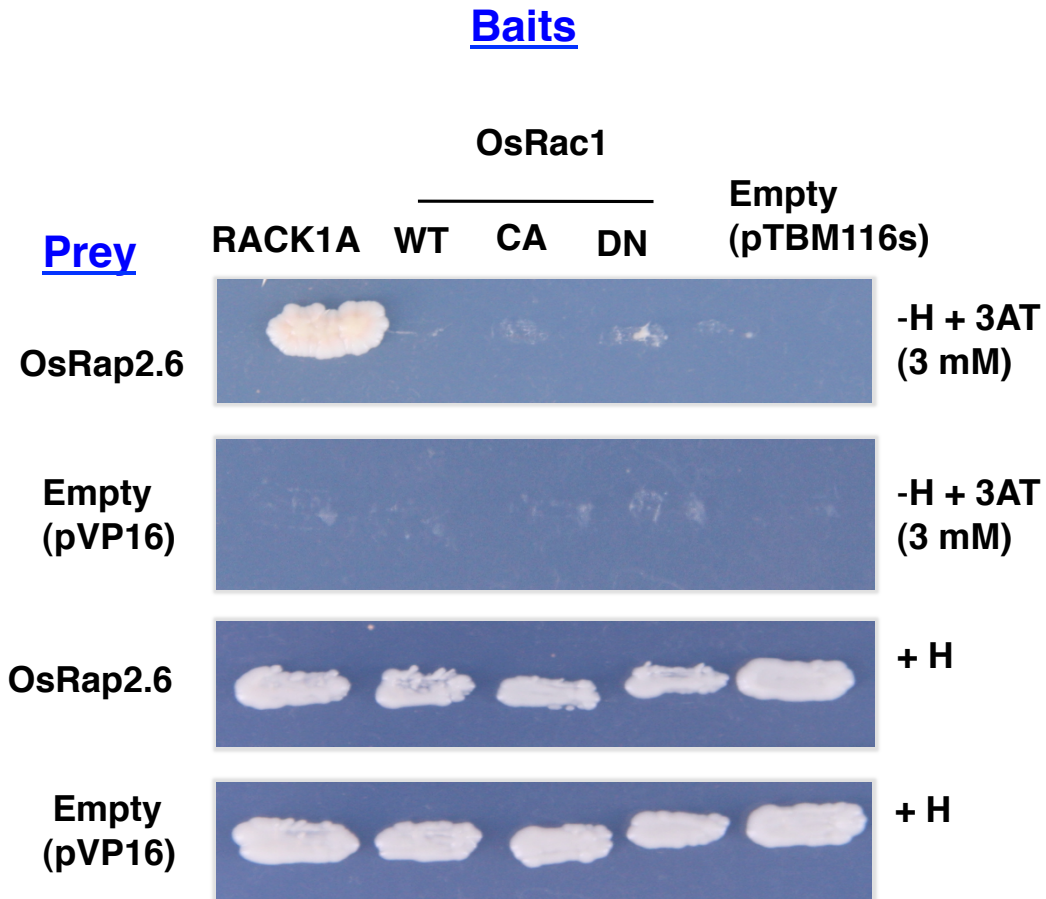 Baits
OsRac1
Empty
(pTBM116s)
Prey
RACK1A WT CA DN
OsRap2.6
-H + 3AT
(3 mM)
Empty
(pVP16)
-H + 3AT
(3 mM)
OsRap2.6
+ H
Empty
(pVP16)
+ H